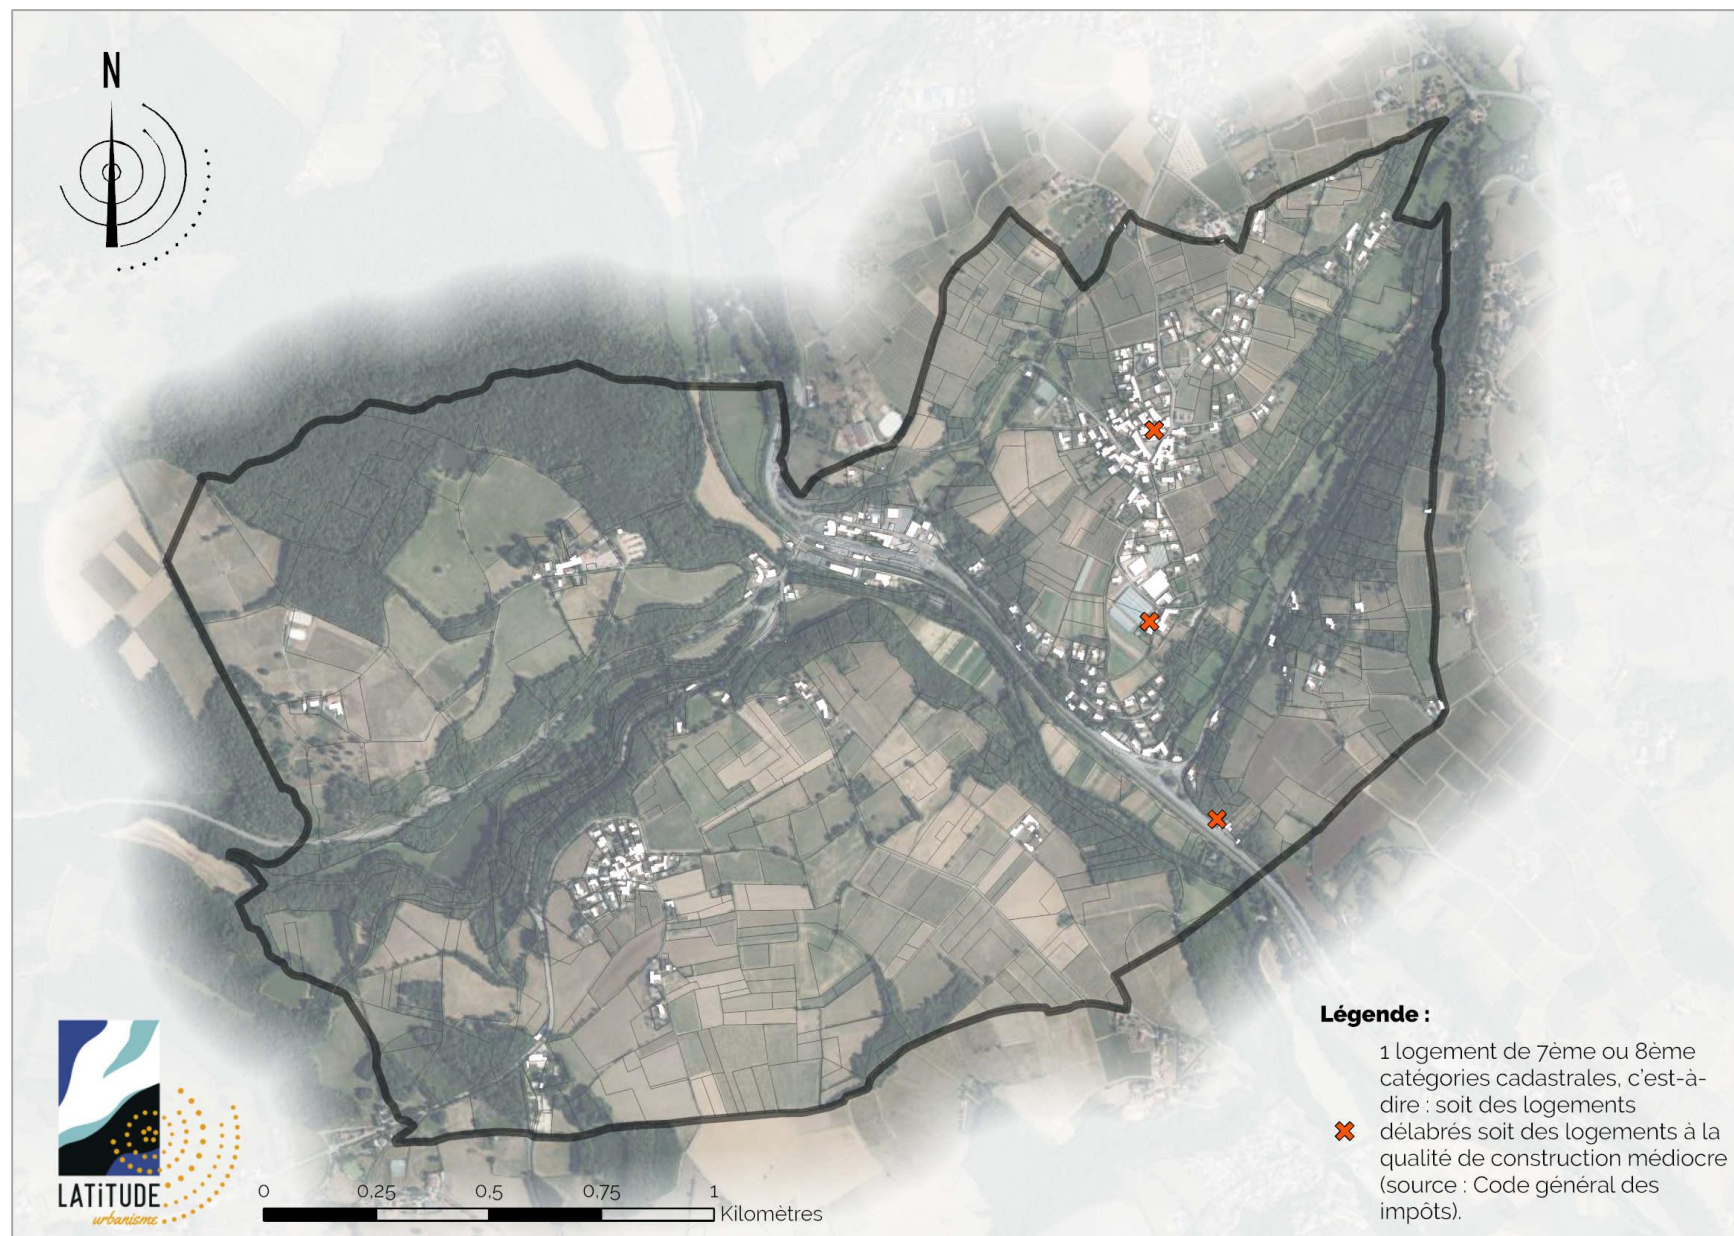 N
Légende :
1 logement de 7ème ou 8ème
catégories cadastrales, c'est-à-
dire : soit des logements
délabrés soit des logements à la
qualité de construction médiocre
(source : Code général des
impôts).
LATiTUDE
urbanisme
0 0,25 0,5 0,75 1
Kilomètres